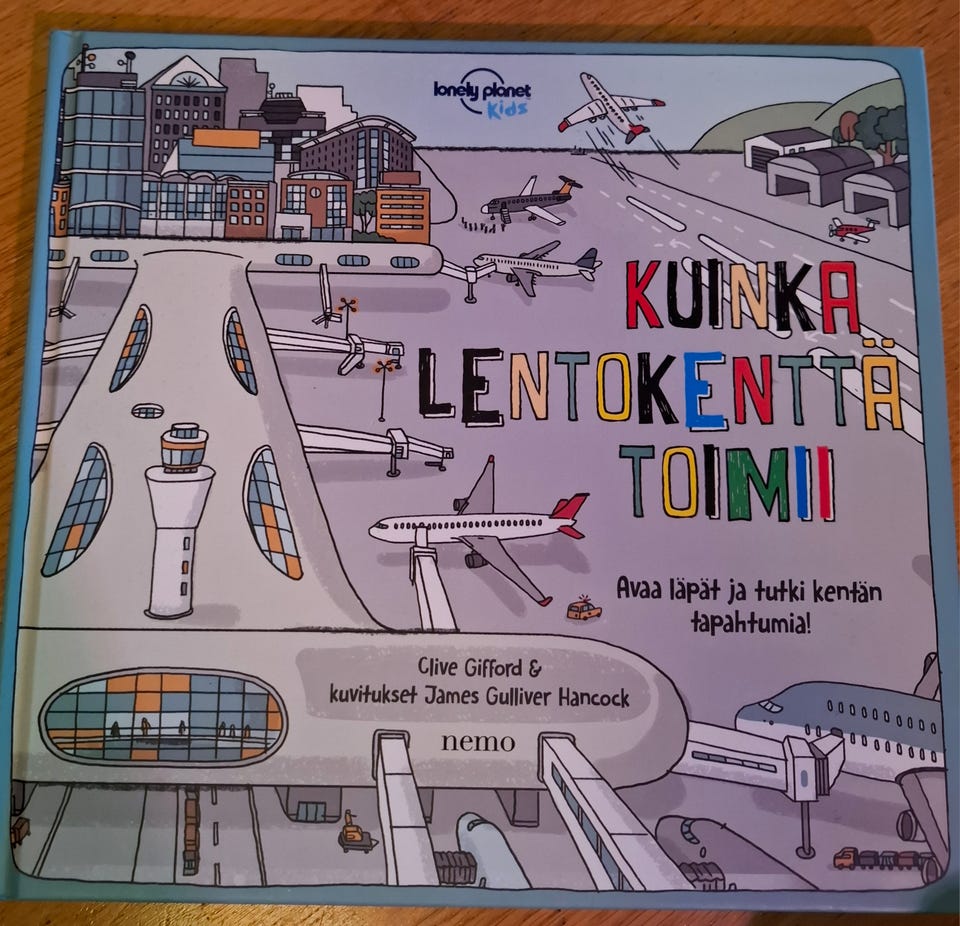 lonely planet
kids
KUINKA
LENTOKENTTÄ
TOIMII
Avaa läpät ja tutki kentän
tapahtumia!
Clive Gifford &
kuvitukset James Gulliver Hancock
nemo